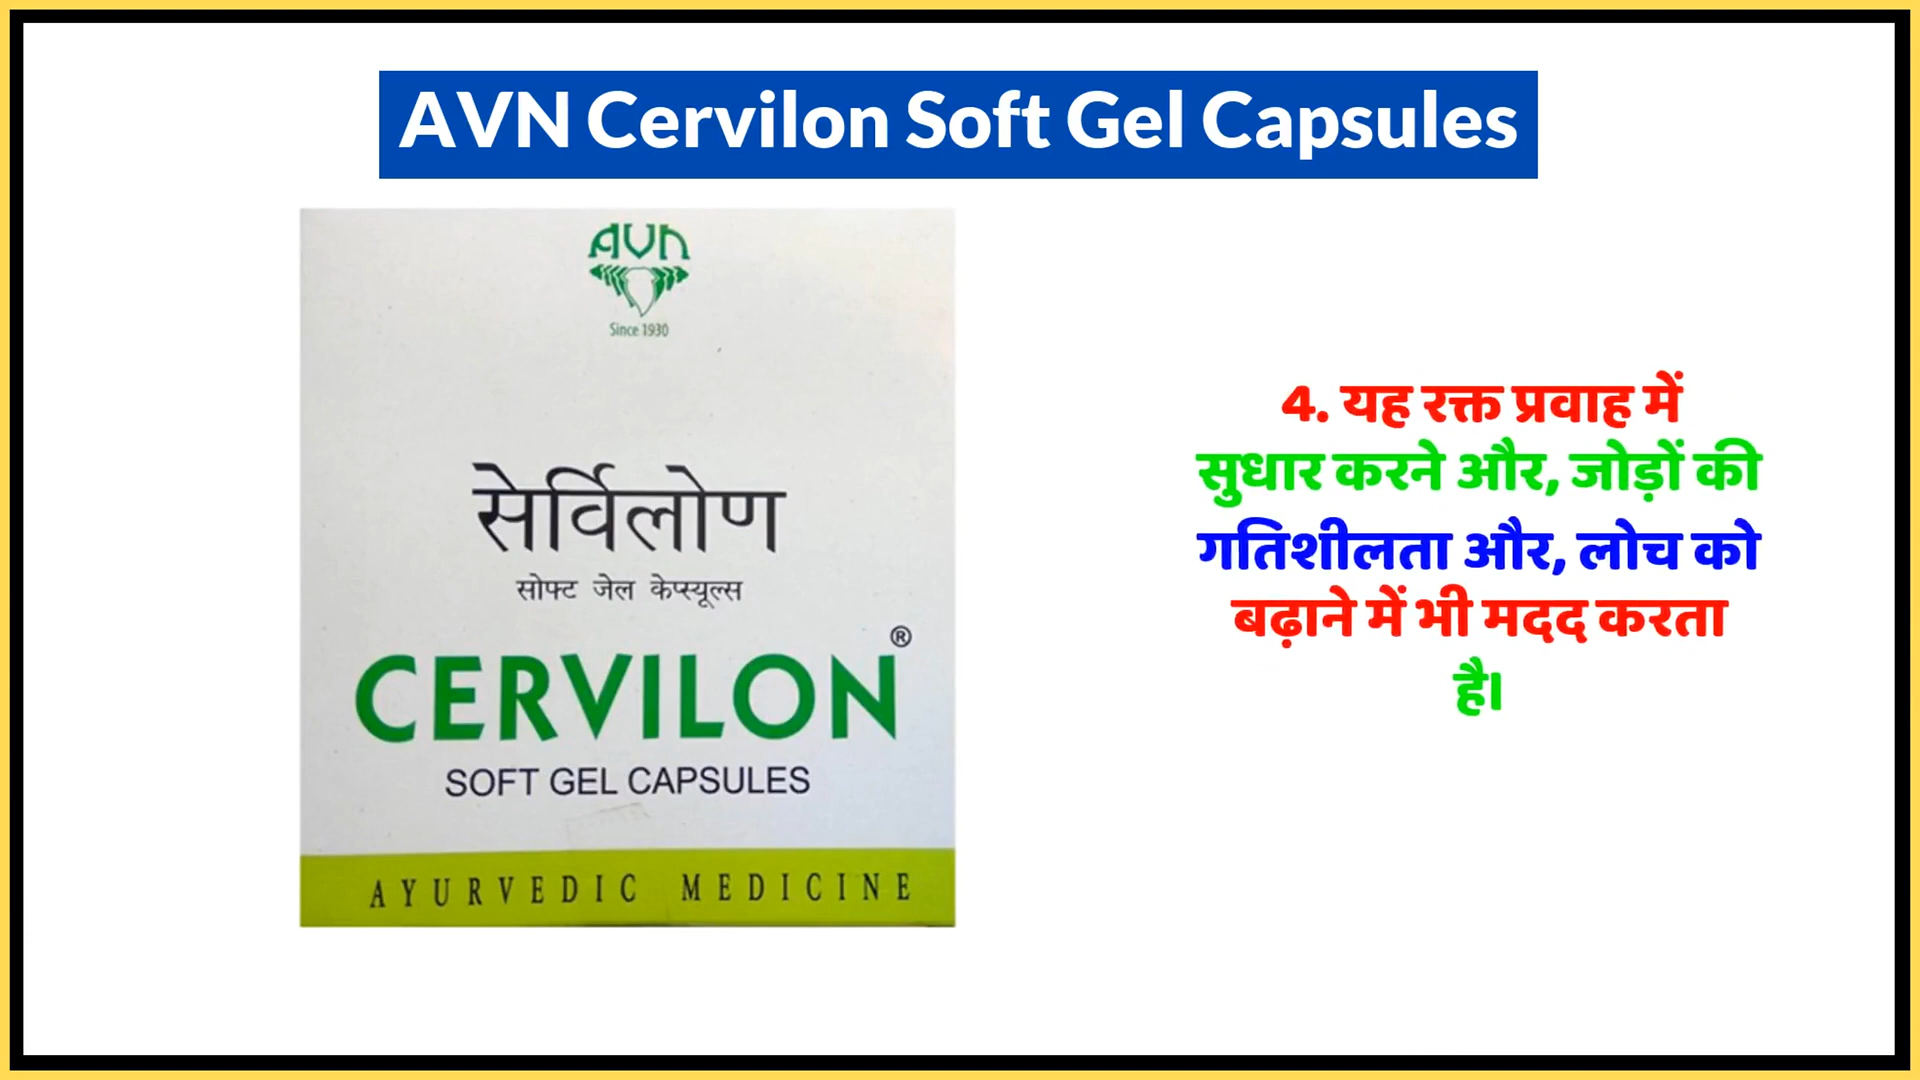 AVN Cervilon Soft Gel Capsules
AVN
Since 1930
सेर्विलोण
सोफ्ट जेल केप्स्यूल्स
CERVILON®
SOFT GEL CAPSULES
AYURVEDIC MEDICINE
4. यह रक्त प्रवाह में
सुधार करने और, जोड़ों की
गतिशीलता और, लोच को
बढ़ाने में भी मदद करता
है।